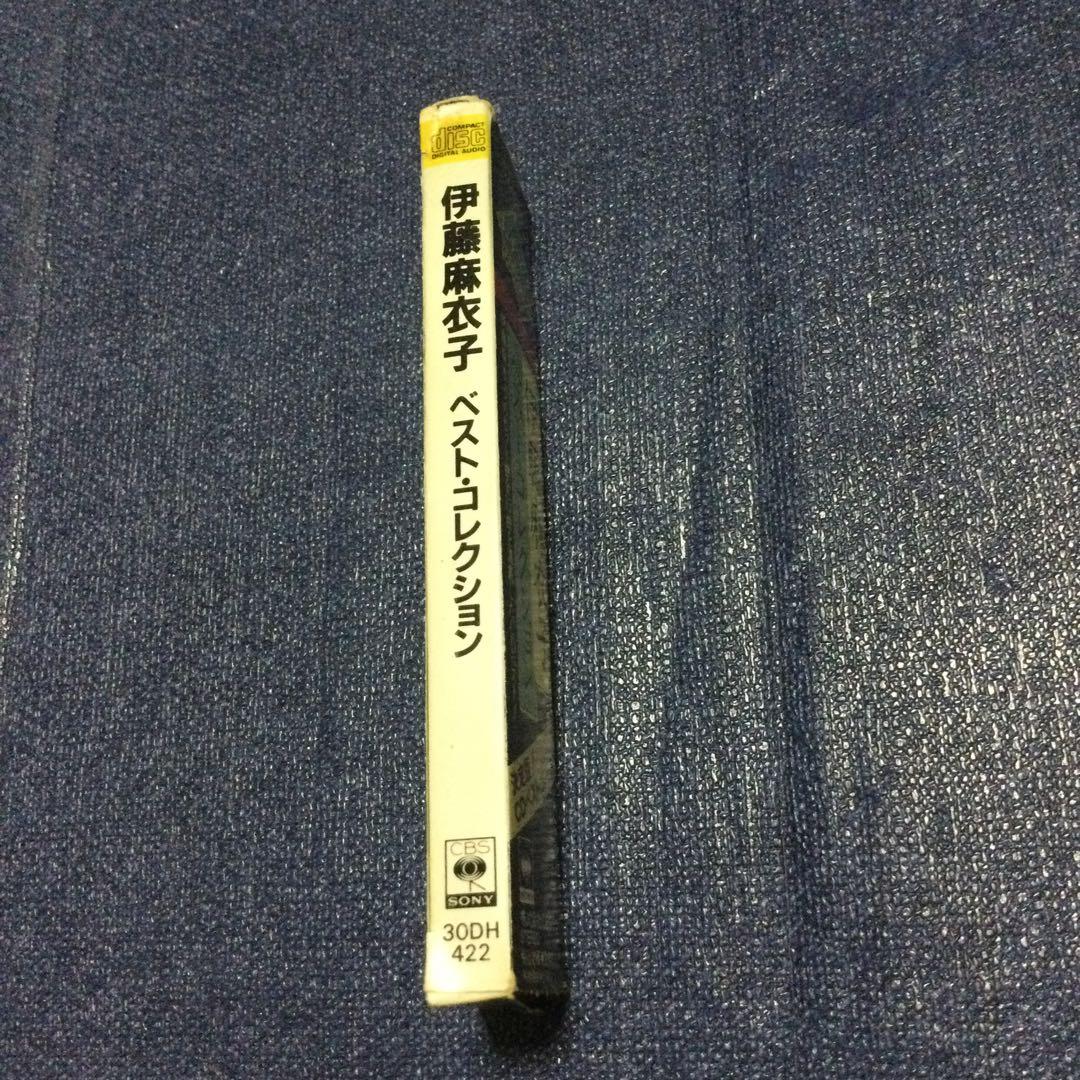 COMPACT
disc
DIGITAL AUDIO
伊藤麻衣子 ベスト・コレクション
CBS
SONY
30DH
422